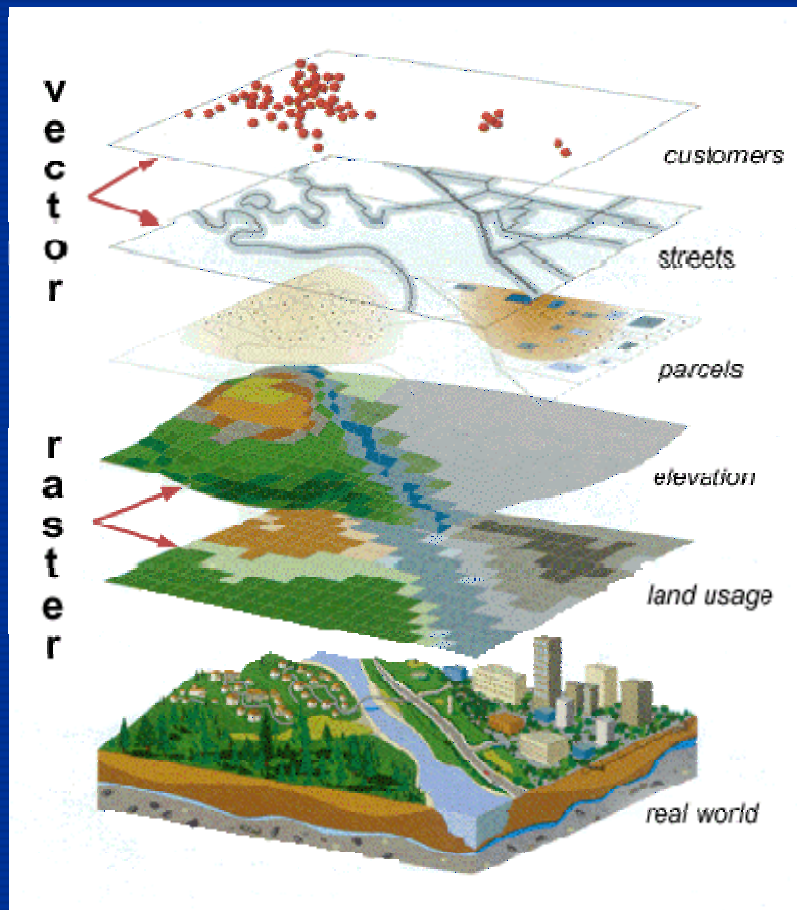 vector
customers
streets
parcels
raster
elevation
land usage
real world